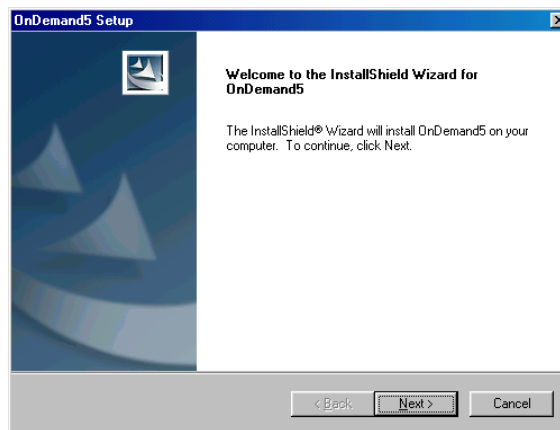 OnDemand5 Setup
Welcome to the InstallShield Wizard for
OnDemand5
The InstallShield® Wizard will install OnDemand5 on your
computer. To continue, click Next.
< Back
Next >
Cancel